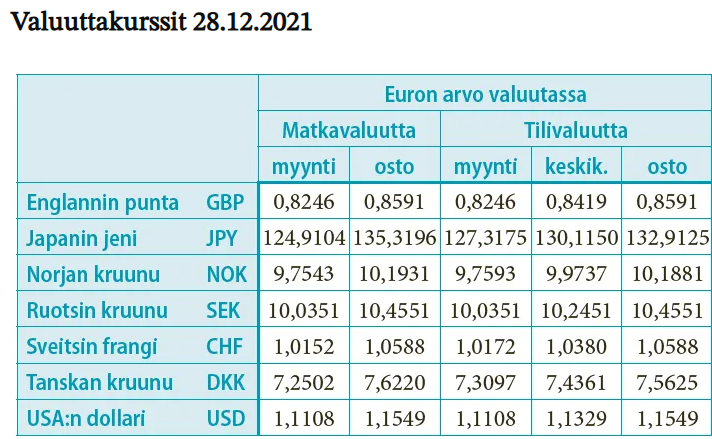 Valuuttakurssit 28.12.2021
Euron arvo valuutassa
Matkavaluutta Tilivaluutta
myynti osto myynti keskik. osto
Englannin punta GBP 0,8246 0,8591 0,8246 0,8419 0,8591
Japanin jeni JPY 124,9104 135,3196 127,3175 130,1150 132,9125
Norjan kruunu NOK 9,7543 10,1931 9,7593 9,9737 10,1881
Ruotsin kruunu SEK 10,0351 10,4551 10,0351 10,2451 10,4551
Sveitsin frangi CHF 1,0152 1,0588 1,0172 1,0380 1,0588
Tanskan kruunu DKK 7,2502 7,6220 7,3097 7,4361 7,5625
USA:n dollari USD 1,1108 1,1549 1,1108 1,1329 1,1549